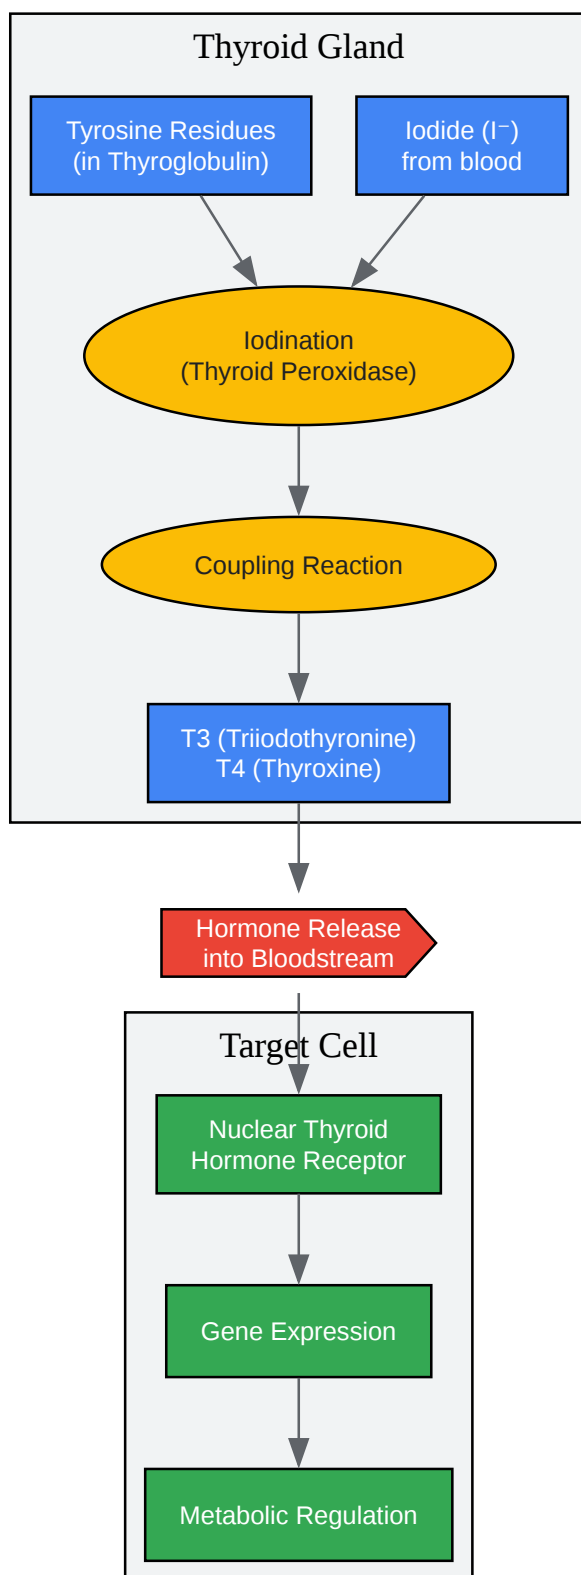 Thyroid Gland
Tyrosine Residues
(in Thyroglobulin)
Iodide (I⁻)
from blood
Iodination
(Thyroid Peroxidase)
Coupling Reaction
T3 (Triiodothyronine)
T4 (Thyroxine)
Hormone Release
into Bloodstream
Target Cell
Nuclear Thyroid
Hormone Receptor
Gene Expression
Metabolic Regulation